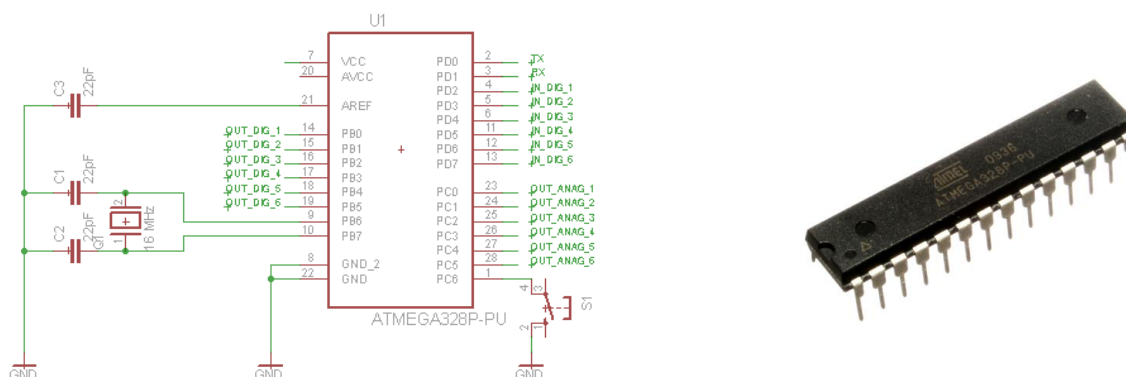 U1
7 VCC PD0 2 TX
20 AVCC PD1 3 RX
PD2 4 IN_DIG_1
C3 22pF 21 AREF PD3 5 IN_DIG_2
PD4 6 IN_DIG_3
OUT_DIG_1 14 PB0 PD5 11 IN_DIG_4
OUT_DIG_2 15 PB1 PD6 12 IN_DIG_5
OUT_DIG_3 16 PB2 PD7 13 IN_DIG_6
OUT_DIG_4 17 PB3
OUT_DIG_5 18 PB4 PC0 23 OUT_ANAG_1
OUT_DIG_6 19 PB5 PC1 24 OUT_ANAG_2
C1 22pF 9 PB6 PC2 25 OUT_ANAG_3
C2 22pF 10 PB7 PC3 26 OUT_ANAG_4
Q1 2 1 16 MHz
PC4 27 OUT_ANAG_5
8 GND_2 PC5 28 OUT_ANAG_6
22 GND PC6 1
4 3 S1
2 1
ATMEGA328P-PU
GND GND GND
ATMEL 0936
ATMEGA328P-PU